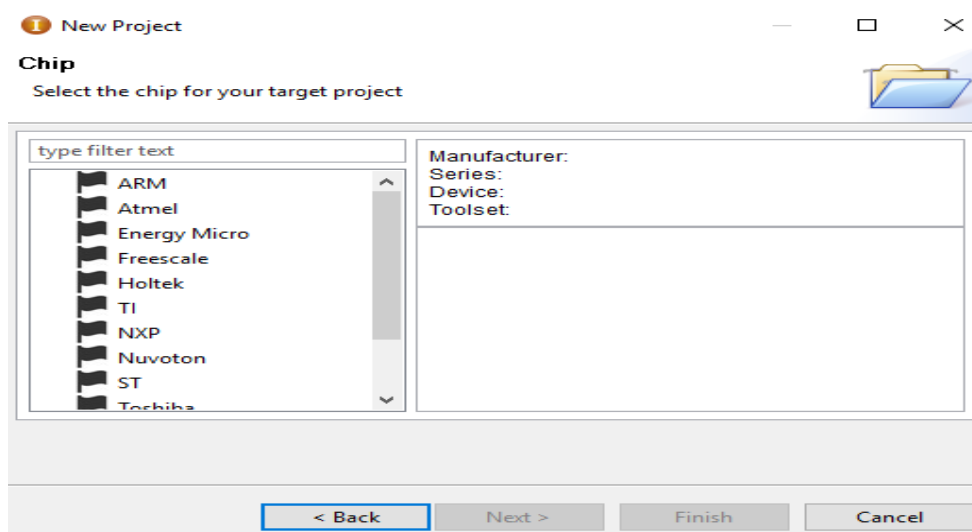 New Project
Chip
Select the chip for your target project
type filter text
ARM
Atmel
Energy Micro
Freescale
Holtek
TI
NXP
Nuvoton
ST
Toshiba
Manufacturer:
Series:
Device:
Toolset:
< Back
Next >
Finish
Cancel